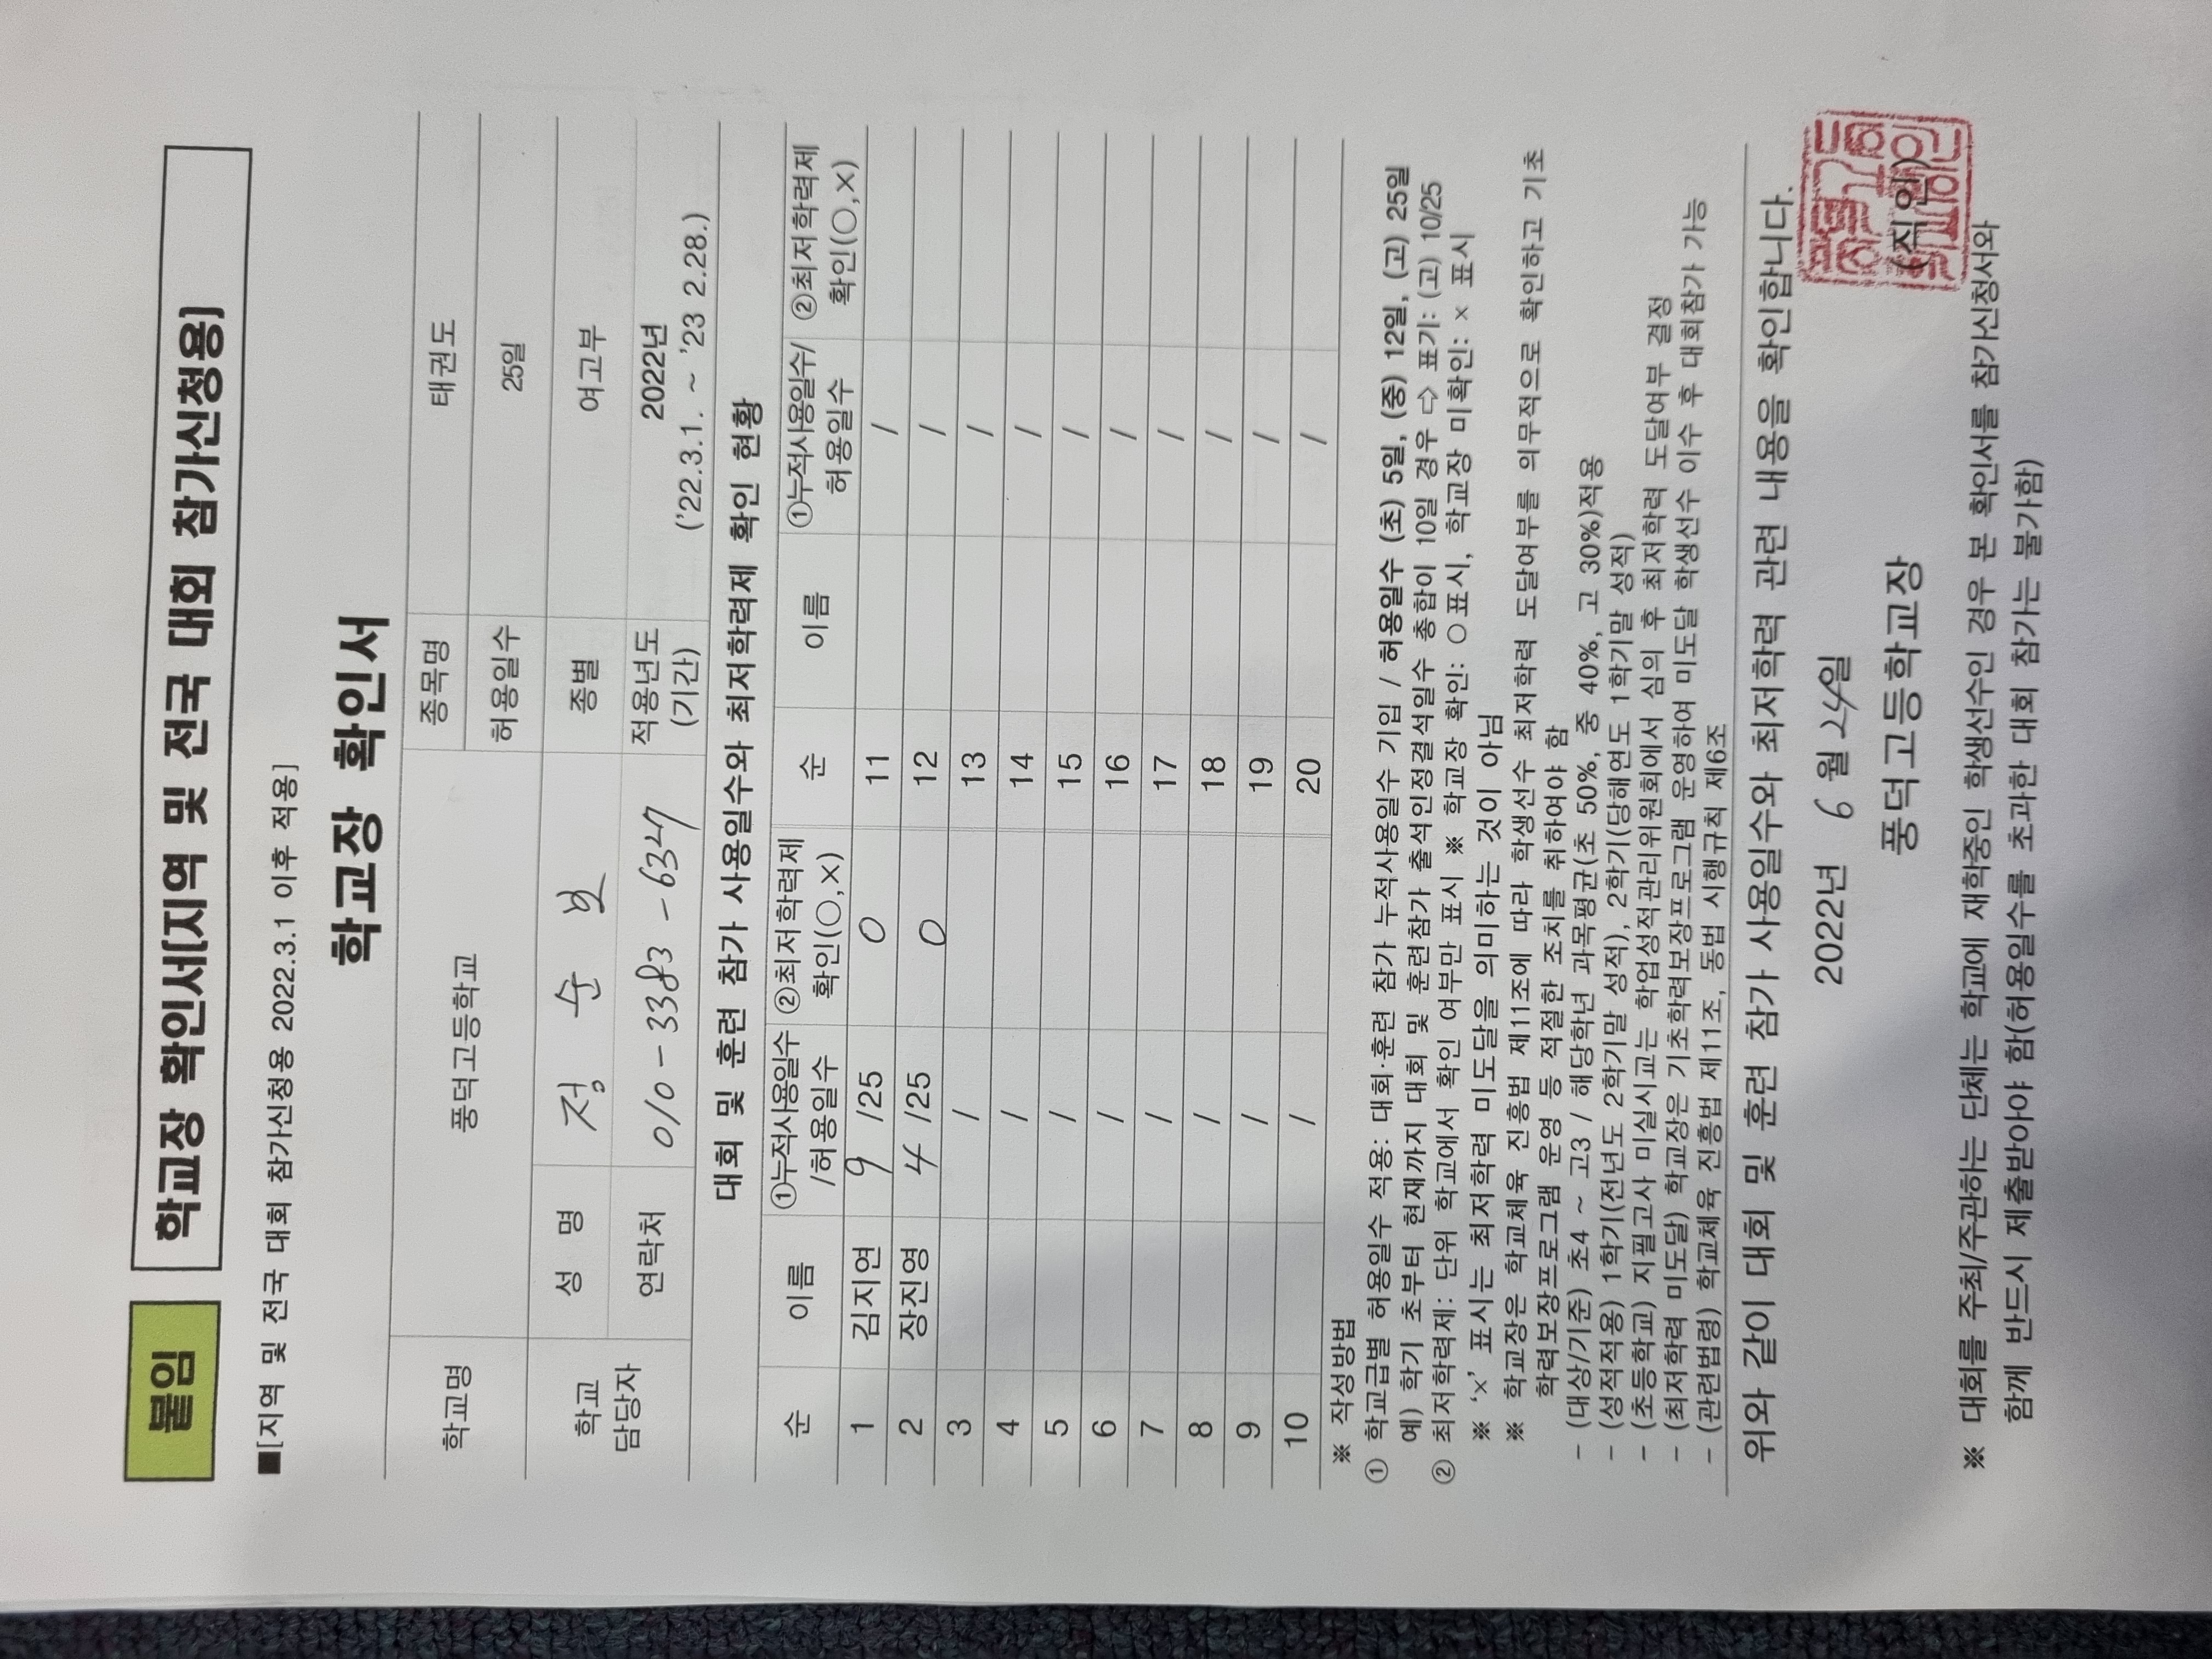 붙임
학교장 확인서[지역 및 전국 대회 참가신청용]
■[지역 및 전국 대회 참가신청용 2022.3.1 이후 적용]
학교장 확인서
학교명 풍덕고등학교 종목명 태권도
허용일수 25일
학교 담당자 성 명 정 순 보 종별 여고부
연락처 010-3383-6327 적용년도 (기간) 2022년 ('22.3.1. ~ '23 2.28.)
대회 및 훈련 참가 사용일수와 최저학력제 확인 현황
순 이름 ①누적사용일수/허용일수 ②최저학력제 확인(○,×) 순 이름 ①누적사용일수/허용일수 ②최저학력제 확인(○,×)
1 김지연 9 /25 ○ 11 /
2 장진영 4 /25 ○ 12 /
3 / 13 /
4 / 14 /
5 / 15 /
6 / 16 /
7 / 17 /
8 / 18 /
9 / 19 /
10 / 20 /
※ 작성방법
① 학교급별 허용일수 적용: 대회·훈련 참가 누적사용일수 기입 / 허용일수 (초) 5일, (중) 12일, (고) 25일
예) 학기 초부터 현재까지 대회 및 훈련참가 출석인정결석일수 총합이 10일 경우 ⇨ 표기: (고) 10/25
② 최저학력제: 단위 학교에서 확인 여부만 표시 ※ 학교장 확인: ○표시, 학교장 미확인: × 표시
※ '×' 표시는 최저학력 미도달을 의미하는 것이 아님
※ 학교장은 학교체육 진흥법 제11조에 따라 학생선수 최저학력 도달여부를 의무적으로 확인하고 기초
학력보장프로그램 운영 등 적절한 조치를 취하여야 함
- (대상/기준) 초4 ~ 고3 / 해당학년 과목평균(초 50%, 중 40%, 고 30%)적용
- (성적적용) 1학기(전년도 2학기말 성적), 2학기(당해연도 1학기말 성적)
- (초등학교) 지필고사 미실시교는 학업성적관리위원회에서 심의 후 최저학력 도달여부 결정
- (최저학력 미도달) 학교장은 기초학력보장프로그램 운영하여 미도달 학생선수 이수 후 대회참가 가능
- (관련법령) 학교체육 진흥법 제11조, 동법 시행규칙 제6조
위와 같이 대회 및 훈련 참가 사용일수와 최저학력 관련 내용을 확인합니다.
2022년 6 월 24일
풍덕고등학교장 (직인)
※ 대회를 주최/주관하는 단체는 학교에 재학중인 학생선수인 경우 본 확인서를 참가신청서와
함께 반드시 제출받아야 함(허용일수를 초과한 대회 참가는 불가함)